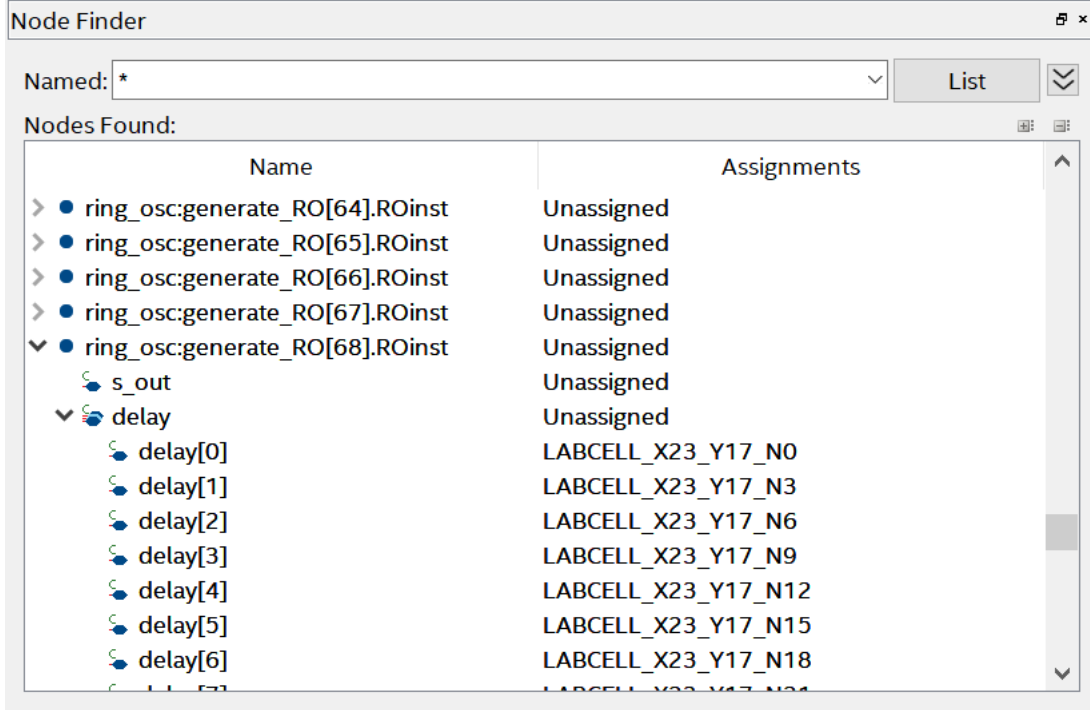 Node Finder
Named: *
List
Nodes Found:
Name Assignments
ring_osc:generate_RO[64].ROinst Unassigned
ring_osc:generate_RO[65].ROinst Unassigned
ring_osc:generate_RO[66].ROinst Unassigned
ring_osc:generate_RO[67].ROinst Unassigned
ring_osc:generate_RO[68].ROinst Unassigned
s_out Unassigned
delay Unassigned
delay[0] LABCELL_X23_Y17_N0
delay[1] LABCELL_X23_Y17_N3
delay[2] LABCELL_X23_Y17_N6
delay[3] LABCELL_X23_Y17_N9
delay[4] LABCELL_X23_Y17_N12
delay[5] LABCELL_X23_Y17_N15
delay[6] LABCELL_X23_Y17_N18